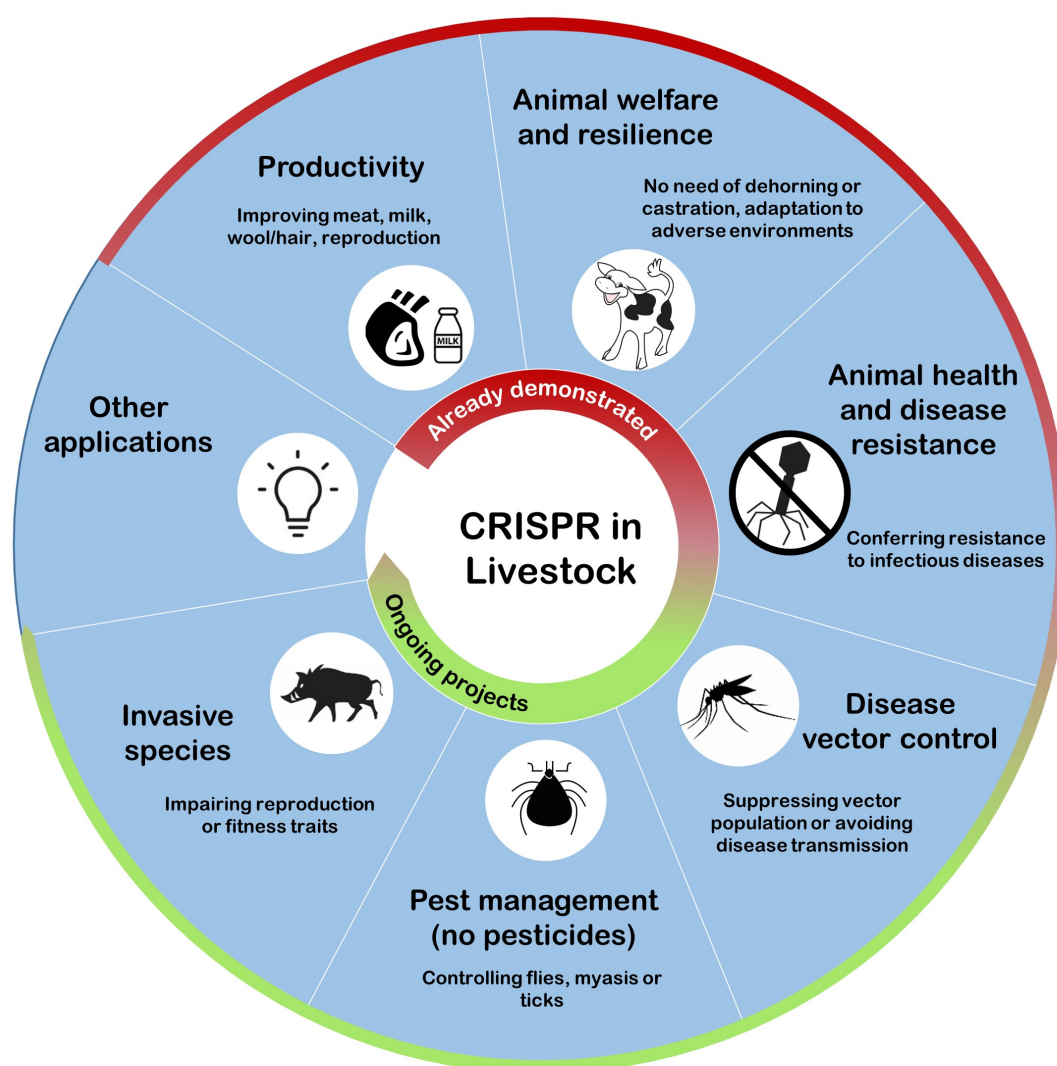 Animal welfare
and resilience
No need of dehorning or
castration, adaptation to
adverse environments
Productivity
Improving meat, milk,
wool/hair, reproduction
MILK
Already demonstrated
Animal health
and disease
resistance
Conferring resistance
to infectious diseases
Other
applications
CRISPR in
Livestock
Ongoing projects
Disease
vector control
Suppressing vector
population or avoiding
disease transmission
Invasive
species
Impairing reproduction
or fitness traits
Pest management
(no pesticides)
Controlling flies, myasis or
ticks